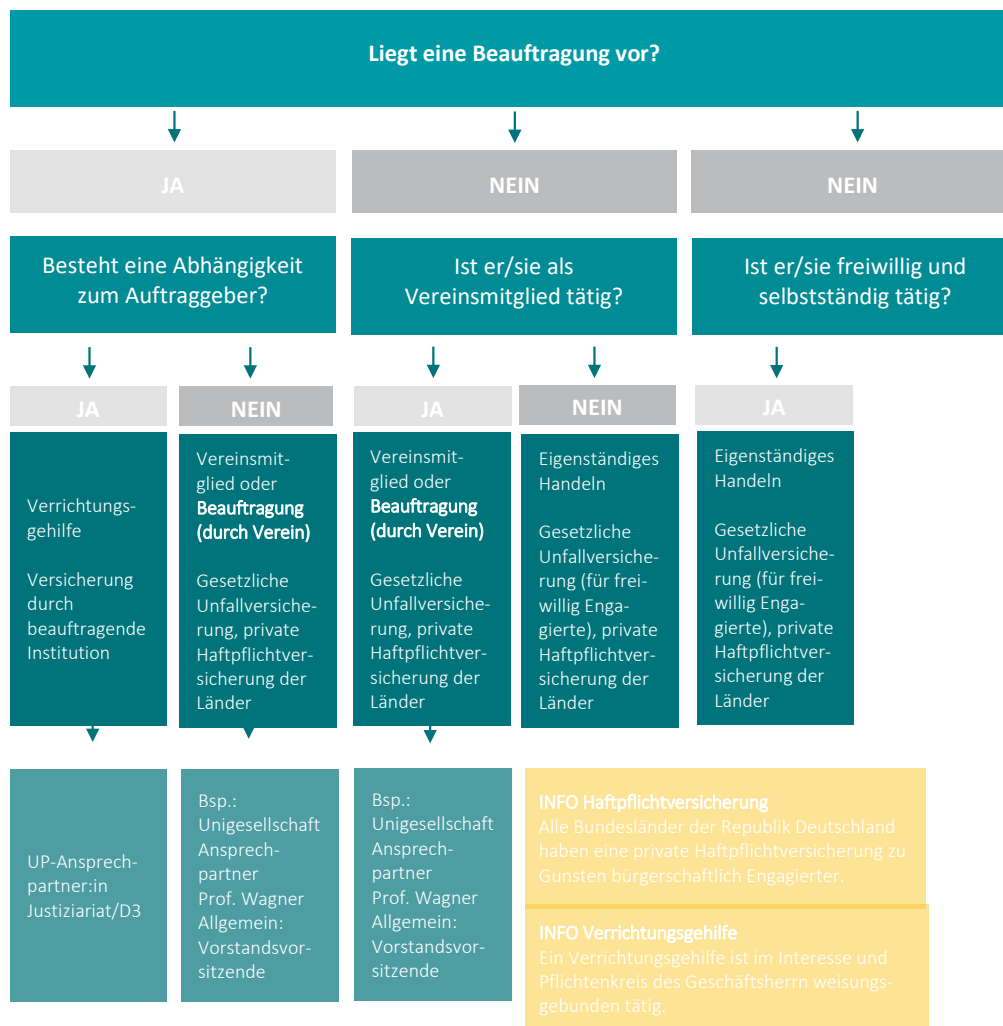 Liegt eine Beauftragung vor?
JA
NEIN
NEIN
Besteht eine Abhängigkeit
zum Auftraggeber?
Ist er/sie als
Vereinsmitglied tätig?
Ist er/sie freiwillig und
selbstständig tätig?
JA
NEIN
JA
NEIN
JA
Verrichtungs-
gehilfe
Versicherung
durch
beauftragende
Institution
Vereinsmit-
glied oder
Beauftragung
(durch Verein)
Gesetzliche
Unfallversiche-
rung, private
Haftpflichtver-
sicherung der
Länder
Vereinsmit-
glied oder
Beauftragung
(durch Verein)
Gesetzliche
Unfallversiche-
rung, private
Haftpflichtver-
sicherung der
Länder
Eigenständiges
Handeln
Gesetzliche
Unfallversiche-
rung (für frei-
willig Enga-
gierte), private
Haftpflichtver-
sicherung der
Länder
Eigenständiges
Handeln
Gesetzliche
Unfallversiche-
rung (für frei-
willig Enga-
gierte), private
Haftpflichtver-
sicherung der
Länder
UP-Ansprech-
partner:in
Justiziariat/D3
Bsp.:
Unigesellschaft
Ansprech-
partner
Prof. Wagner
Allgemein:
Vorstandsvor-
sitzende
Bsp.:
Unigesellschaft
Ansprech-
partner
Prof. Wagner
Allgemein:
Vorstandsvor-
sitzende
INFO Haftpflichtversicherung
Alle Bundesländer der Republik Deutschland
haben eine private Haftpflichtversicherung zu
Gunsten bürgerschaftlich Engagierter.
INFO Verrichtungsgehilfe
Ein Verrichtungsgehilfe ist im Interesse und
Pflichtenkreis des Geschäftsherrn weisungs-
gebunden tätig.